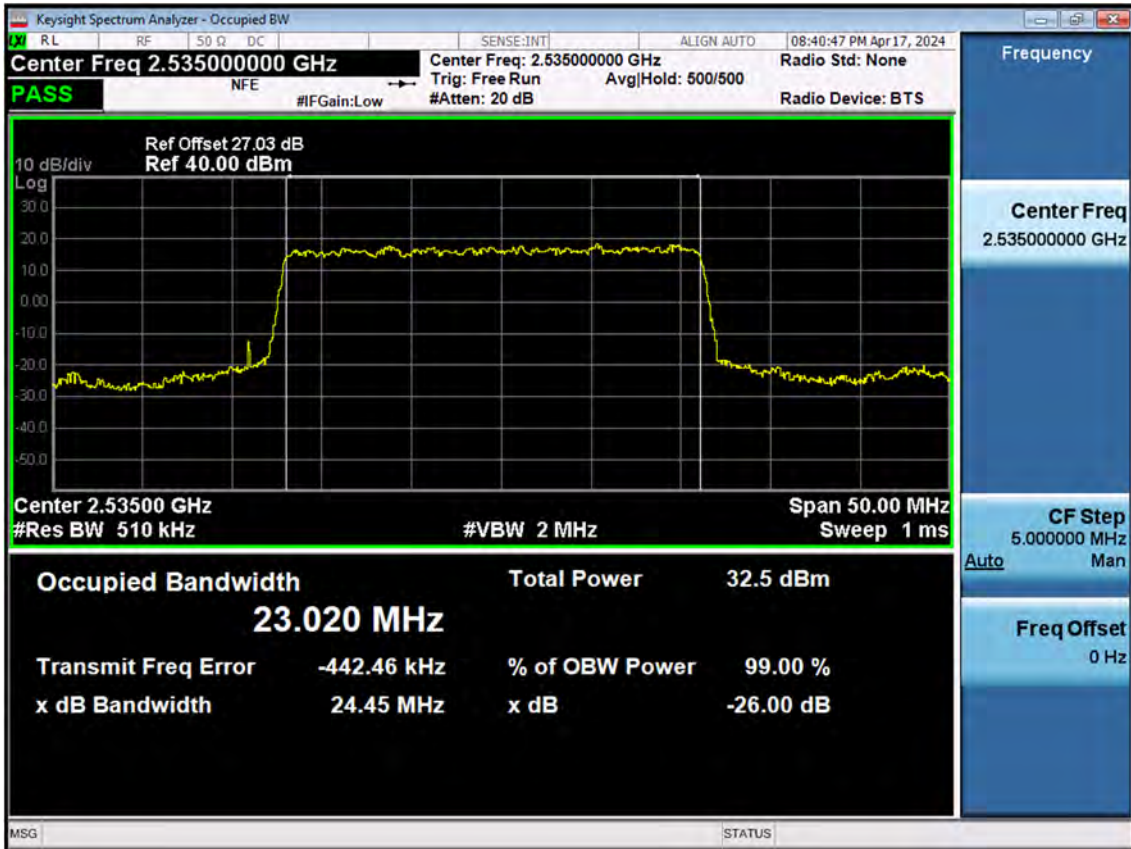 Keysight Spectrum Analyzer - Occupied BW
LXI RL RF 50 Ω DC SENSE:INT ALIGN AUTO 08:40:47 PM Apr 17, 2024
Center Freq 2.535000000 GHz
Center Freq: 2.535000000 GHz
Radio Std: None
NFE
Trig: Free Run
Avg|Hold: 500/500
PASS
#IFGain:Low
#Atten: 20 dB
Radio Device: BTS
Ref Offset 27.03 dB
10 dB/div
Ref 40.00 dBm
Log
30.0
20.0
10.0
0.00
-10.0
-20.0
-30.0
-40.0
-50.0
Center 2.53500 GHz
Span 50.00 MHz
#Res BW 510 kHz
#VBW 2 MHz
Sweep 1 ms
Occupied Bandwidth
Total Power 32.5 dBm
23.020 MHz
Transmit Freq Error -442.46 kHz
% of OBW Power 99.00 %
x dB Bandwidth 24.45 MHz
x dB -26.00 dB
Frequency
Center Freq
2.535000000 GHz
CF Step
5.000000 MHz
Auto Man
Freq Offset
0 Hz
MSG
STATUS